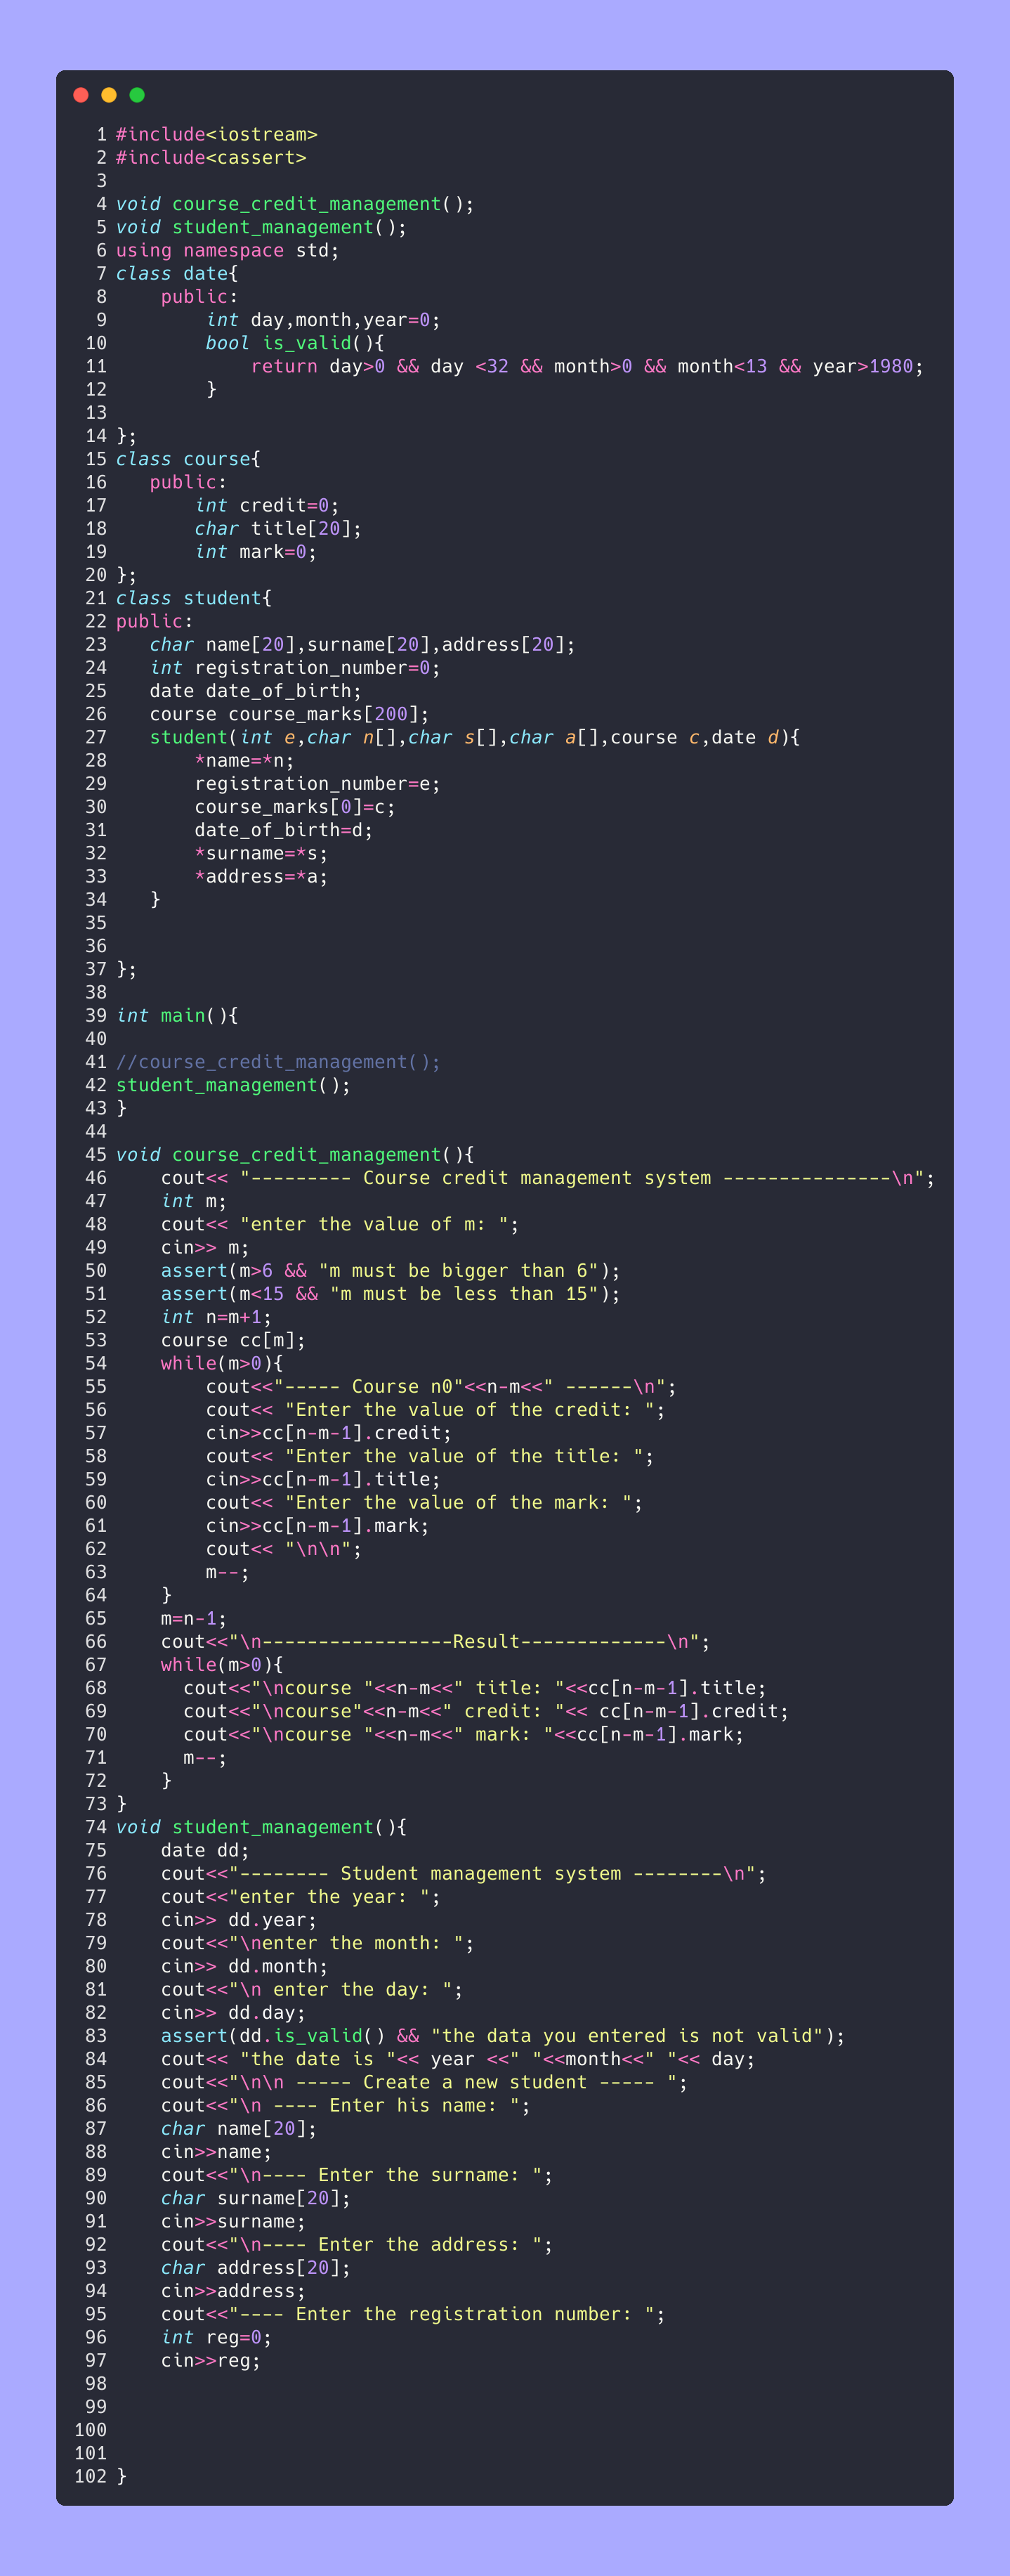 1 #include<iostream>
2 #include<cassert>
3
4 void course_credit_management();
5 void student_management();
6 using namespace std;
7 class date{
8     public:
9         int day,month,year=0;
10         bool is_valid(){
11             return day>0 && day <32 && month>0 && month<13 && year>1980;
12         }
13
14 };
15 class course{
16    public:
17        int credit=0;
18        char title[20];
19        int mark=0;
20 };
21 class student{
22 public:
23    char name[20],surname[20],address[20];
24    int registration_number=0;
25    date date_of_birth;
26    course course_marks[200];
27    student(int e,char n[],char s[],char a[],course c,date d){
28        *name=*n;
29        registration_number=e;
30        course_marks[0]=c;
31        date_of_birth=d;
32        *surname=*s;
33        *address=*a;
34    }
35
36
37 };
38
39 int main(){
40
41 //course_credit_management();
42 student_management();
43 }
44
45 void course_credit_management(){
46     cout<< "--------- Course credit management system ---------------\n";
47     int m;
48     cout<< "enter the value of m: ";
49     cin>> m;
50     assert(m>6 && "m must be bigger than 6");
51     assert(m<15 && "m must be less than 15");
52     int n=m+1;
53     course cc[m];
54     while(m>0){
55         cout<<"----- Course n0"<<n-m<<" ------\n";
56         cout<< "Enter the value of the credit: ";
57         cin>>cc[n-m-1].credit;
58         cout<< "Enter the value of the title: ";
59         cin>>cc[n-m-1].title;
60         cout<< "Enter the value of the mark: ";
61         cin>>cc[n-m-1].mark;
62         cout<< "\n\n";
63         m--;
64     }
65     m=n-1;
66     cout<<"\n-----------------Result-------------\n";
67     while(m>0){
68       cout<<"\ncourse "<<n-m<<" title: "<<cc[n-m-1].title;
69       cout<<"\ncourse"<<n-m<<" credit: "<< cc[n-m-1].credit;
70       cout<<"\ncourse "<<n-m<<" mark: "<<cc[n-m-1].mark;
71       m--;
72     }
73 }
74 void student_management(){
75     date dd;
76     cout<<"-------- Student management system --------\n";
77     cout<<"enter the year: ";
78     cin>> dd.year;
79     cout<<"\nenter the month: ";
80     cin>> dd.month;
81     cout<<"\n enter the day: ";
82     cin>> dd.day;
83     assert(dd.is_valid() && "the data you entered is not valid");
84     cout<< "the date is "<< year <<" "<<month<<" "<< day;
85     cout<<"\n\n ----- Create a new student ----- ";
86     cout<<"\n ---- Enter his name: ";
87     char name[20];
88     cin>>name;
89     cout<<"\n---- Enter the surname: ";
90     char surname[20];
91     cin>>surname;
92     cout<<"\n---- Enter the address: ";
93     char address[20];
94     cin>>address;
95     cout<<"---- Enter the registration number: ";
96     int reg=0;
97     cin>>reg;
98
99
100
101
102 }